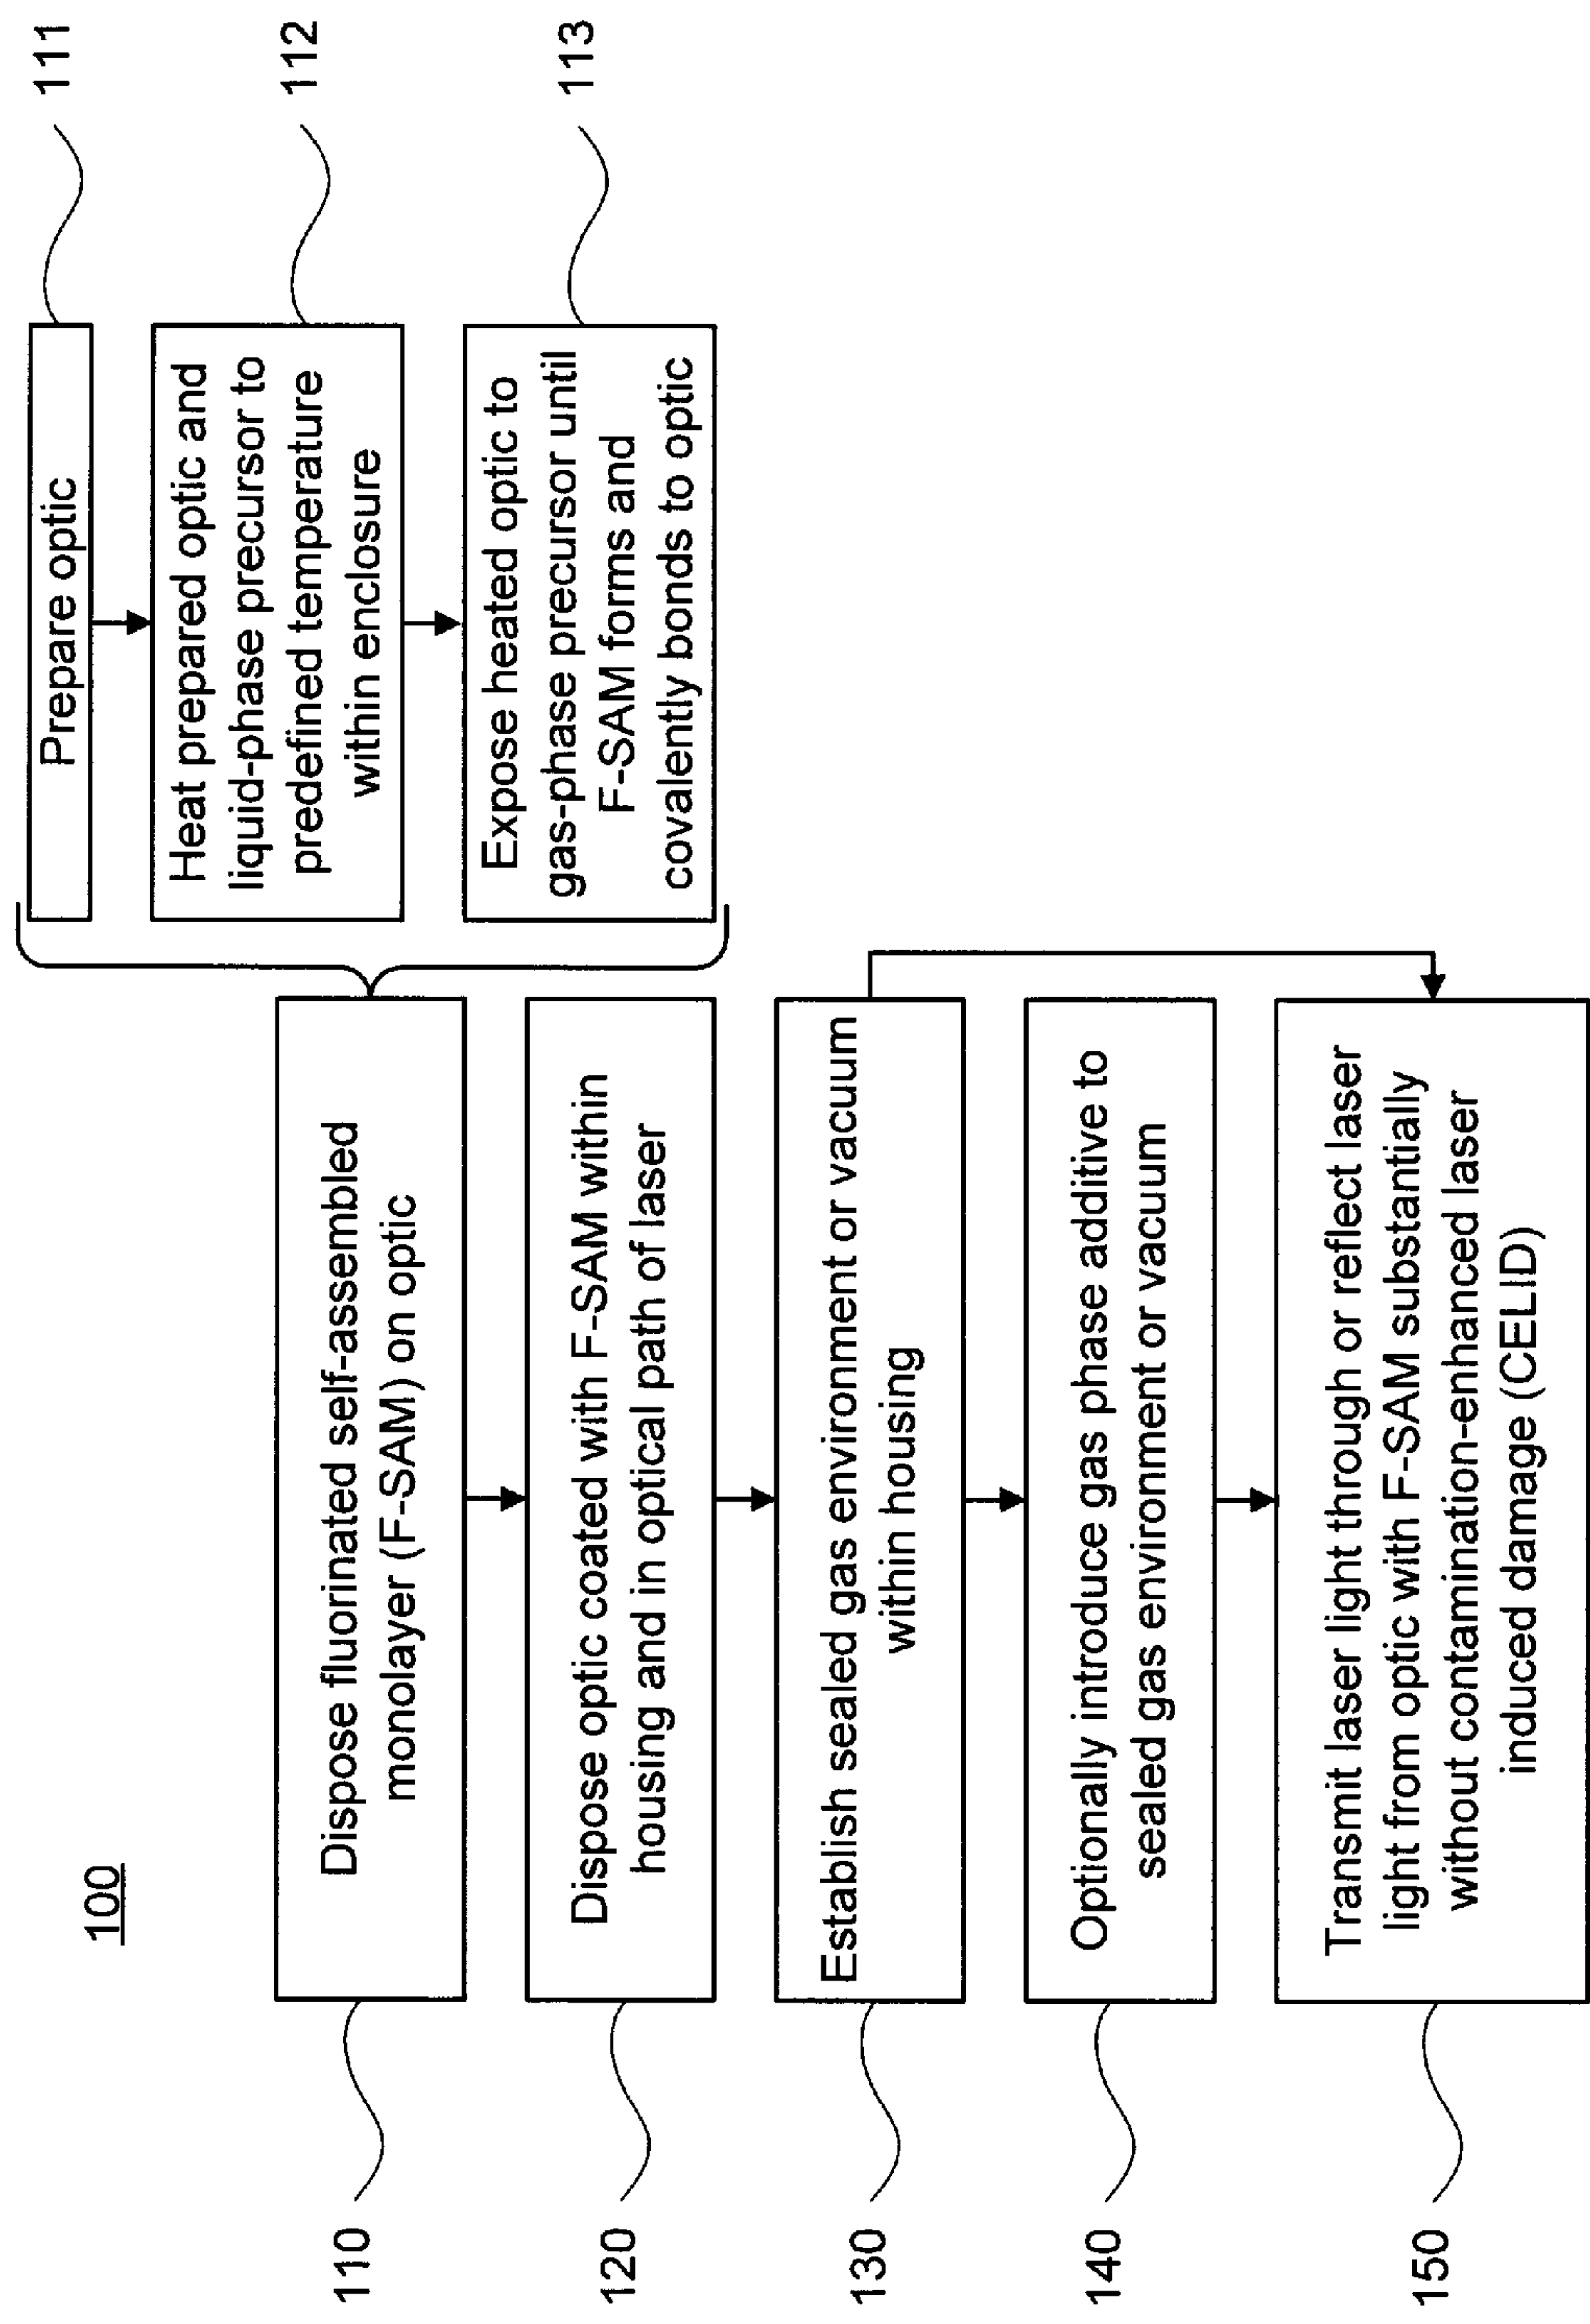 100
110
Dispose fluorinated self-assembled
monolayer (F-SAM) on optic
111
Prepare optic
112
Heat prepared optic and
liquid-phase precursor to
predefined temperature
within enclosure
113
Expose heated optic to
gas-phase precursor until
F-SAM forms and
covalently bonds to optic
120
Dispose optic coated with F-SAM within
housing and in optical path of laser
130
Establish sealed gas environment or vacuum
within housing
140
Optionally introduce gas phase additive to
sealed gas environment or vacuum
150
Transmit laser light through or reflect laser
light from optic with F-SAM substantially
without contamination-enhanced laser
induced damage (CELID)